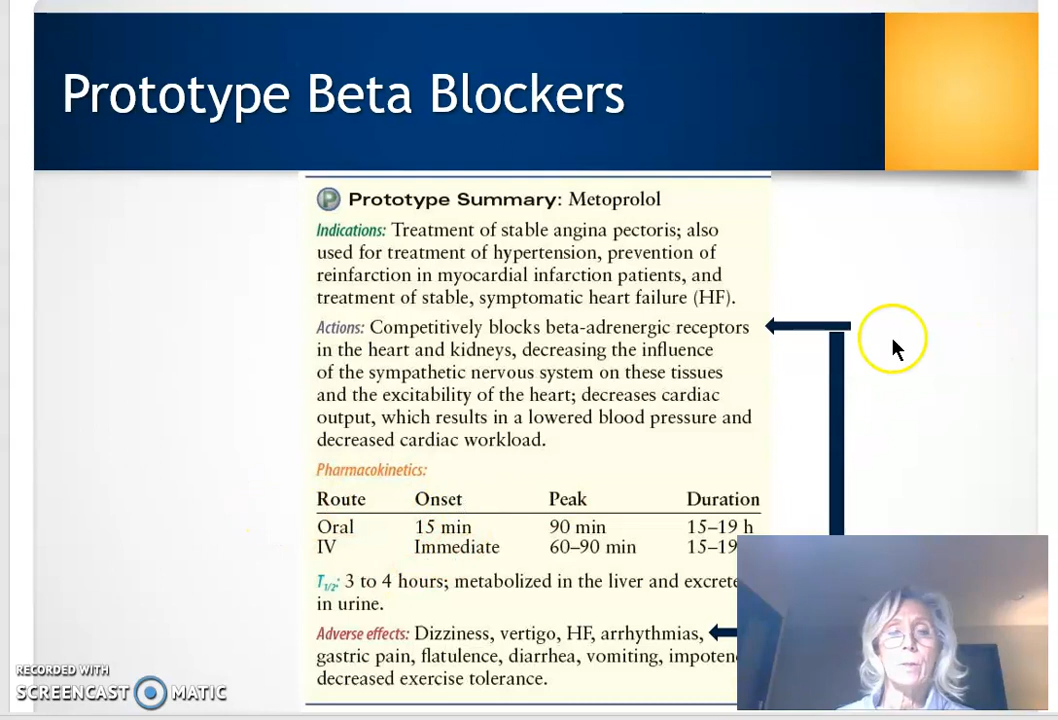 Prototype Beta Blockers
P Prototype Summary: Metoprolol
Indications: Treatment of stable angina pectoris; also
used for treatment of hypertension, prevention of
reinfarction in myocardial infarction patients, and
treatment of stable, symptomatic heart failure (HF).
Actions: Competitively blocks beta-adrenergic receptors
in the heart and kidneys, decreasing the influence
of the sympathetic nervous system on these tissues
and the excitability of the heart; decreases cardiac
output, which results in a lowered blood pressure and
decreased cardiac workload.
Pharmacokinetics:
Route Onset Peak Duration
Oral 15 min 90 min 15–19 h
IV Immediate 60–90 min 15–19
T1/2: 3 to 4 hours; metabolized in the liver and excrete
in urine.
Adverse effects: Dizziness, vertigo, HF, arrhythmias,
gastric pain, flatulence, diarrhea, vomiting, impoten
decreased exercise tolerance.
RECORDED WITH
SCREENCAST MATIC